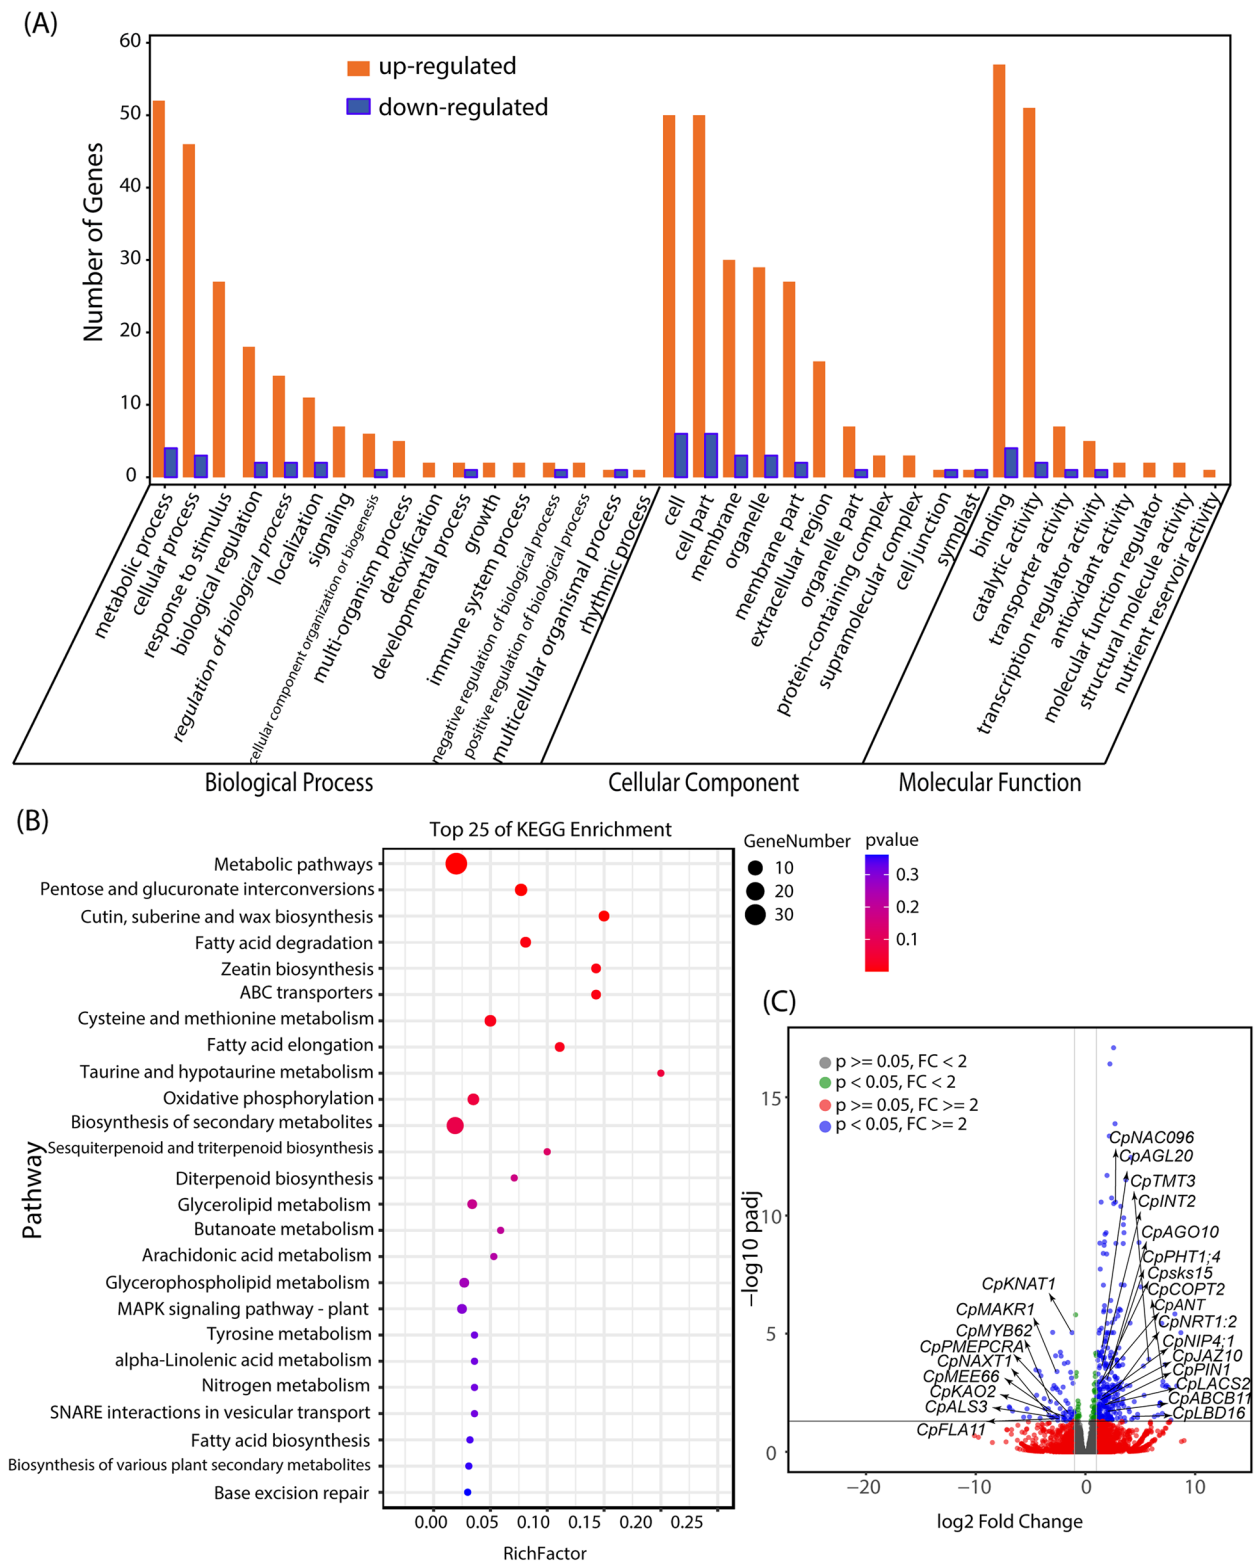 (A)
60
50
40
30
20
10
0
Number of Genes
up-regulated
down-regulated
metabolic process
cellular process
response to stimulus
biological regulation
regulation of biological process
localization
signaling
cellular component organization or biogenesis
multi-organism process
detoxification
developmental process
growth
immune system process
negative regulation of biological process
positive regulation of biological process
multicellular organismal process
rhythmic process
cell
cell part
membrane
organelle
membrane part
extracellular region
organelle part
protein-containing complex
supramolecular complex
cell junction
symplast
binding
catalytic activity
transporter activity
transcription regulator activity
antioxidant activity
molecular function regulator
structural molecule activity
nutrient reservoir activity
Biological Process
Cellular Component
Molecular Function
(B)
Top 25 of KEGG Enrichment
Pathway
Metabolic pathways
Pentose and glucuronate interconversions
Cutin, suberine and wax biosynthesis
Fatty acid degradation
Zeatin biosynthesis
ABC transporters
Cysteine and methionine metabolism
Fatty acid elongation
Taurine and hypotaurine metabolism
Oxidative phosphorylation
Biosynthesis of secondary metabolites
Sesquiterpenoid and triterpenoid biosynthesis
Diterpenoid biosynthesis
Glycerolipid metabolism
Butanoate metabolism
Arachidonic acid metabolism
Glycerophospholipid metabolism
MAPK signaling pathway - plant
Tyrosine metabolism
alpha-Linolenic acid metabolism
Nitrogen metabolism
SNARE interactions in vesicular transport
Fatty acid biosynthesis
Biosynthesis of various plant secondary metabolites
Base excision repair
0.00 0.05 0.10 0.15 0.20 0.25
RichFactor
GeneNumber
10
20
30
pvalue
0.3
0.2
0.1
(C)
p >= 0.05, FC < 2
p < 0.05, FC < 2
p >= 0.05, FC >= 2
p < 0.05, FC >= 2
−log10 padj
15
10
5
0
CpNAC096
CpAGL20
CpTMT3
CpINT2
CpAGO10
CpPHT1;4
Cpsks15
CpCOPT2
CpANT
CpNRT1:2
CpNIP4;1
CpJAZ10
CpPIN1
CpLACS2
CpABCB11
CpLBD16
CpKNAT1
CpMAKR1
CpMYB62
CpPMEPCRA
CpNAXT1
CpMEE66
CpKAO2
CpALS3
CpFLA11
−20 −10 0 10
log2 Fold Change